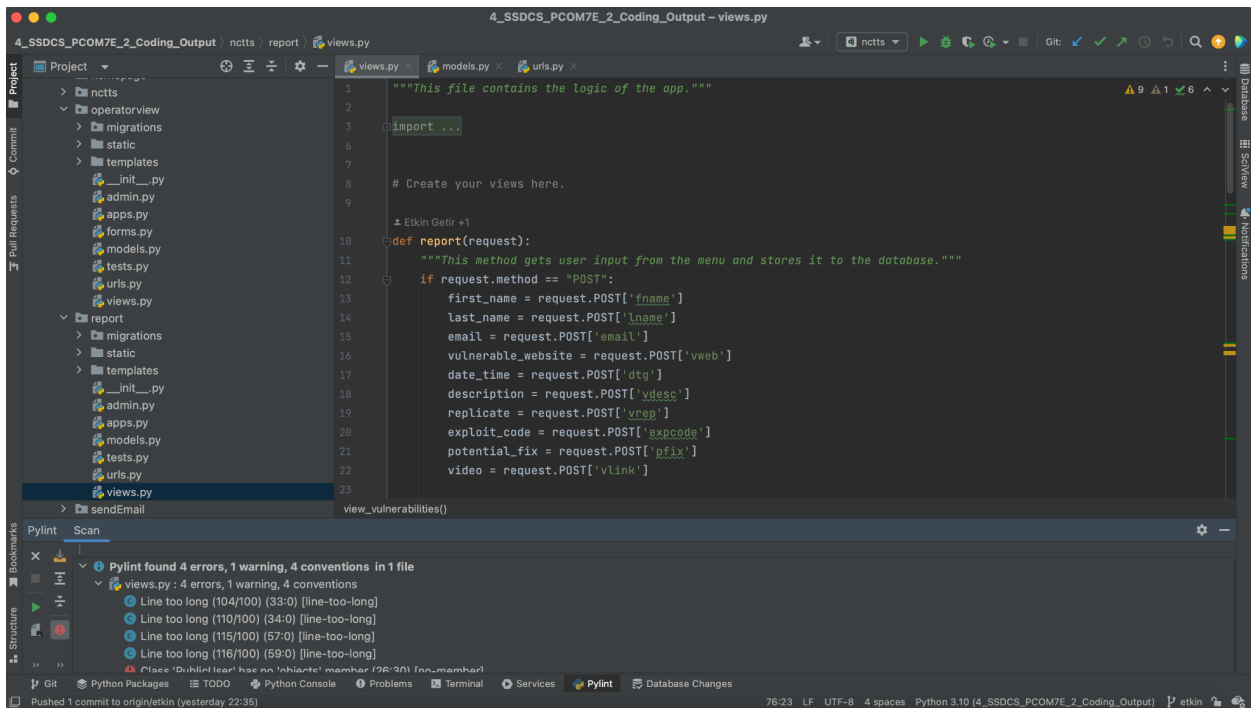 4_SSDCS_PCOM7E_2_Coding_Output – views.py
4_SSDCS_PCOM7E_2_Coding_Output › nctts › report › views.py
nctts
Git:
Project
views.py
models.py
urls.py
nctts
operatorview
migrations
static
templates
__init__.py
admin.py
apps.py
forms.py
models.py
tests.py
urls.py
views.py
report
migrations
static
templates
__init__.py
admin.py
apps.py
models.py
tests.py
urls.py
views.py
sendEmail
9 1 6
1 """This file contains the logic of the app."""
2
3 import ...
6
7
8 # Create your views here.
9
Etkin Getir +1
10 def report(request):
11 """This method gets user input from the menu and stores it to the database."""
12 if request.method == "POST":
13 first_name = request.POST['fname']
14 last_name = request.POST['lname']
15 email = request.POST['email']
16 vulnerable_website = request.POST['vweb']
17 date_time = request.POST['dtg']
18 description = request.POST['vdesc']
19 replicate = request.POST['vrep']
20 exploit_code = request.POST['expcode']
21 potential_fix = request.POST['pfix']
22 video = request.POST['vlink']
23
view_vulnerabilities()
Project
Commit
Pull Requests
Bookmarks
Structure
Database
SciView
Notifications
Pylint Scan
Pylint found 4 errors, 1 warning, 4 conventions in 1 file
views.py : 4 errors, 1 warning, 4 conventions
Line too long (104/100) (33:0) [line-too-long]
Line too long (110/100) (34:0) [line-too-long]
Line too long (115/100) (57:0) [line-too-long]
Line too long (116/100) (59:0) [line-too-long]
Class 'PublicUser' has no 'objects' member (26:30) [no-member]
Git Python Packages TODO Python Console Problems Terminal Services Pylint Database Changes
Pushed 1 commit to origin/etkin (yesterday 22:35)
76:23 LF UTF-8 4 spaces Python 3.10 (4_SSDCS_PCOM7E_2_Coding_Output) etkin